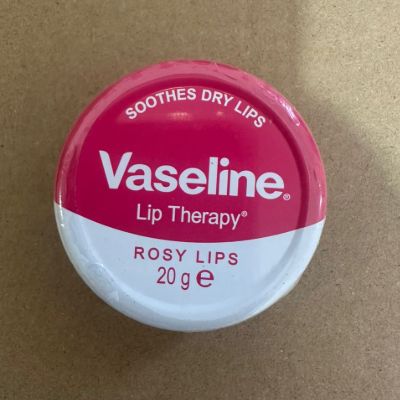 SOOTHES DRY LIPS
Vaseline®
Lip Therapy®
ROSY LIPS
20 g ℮